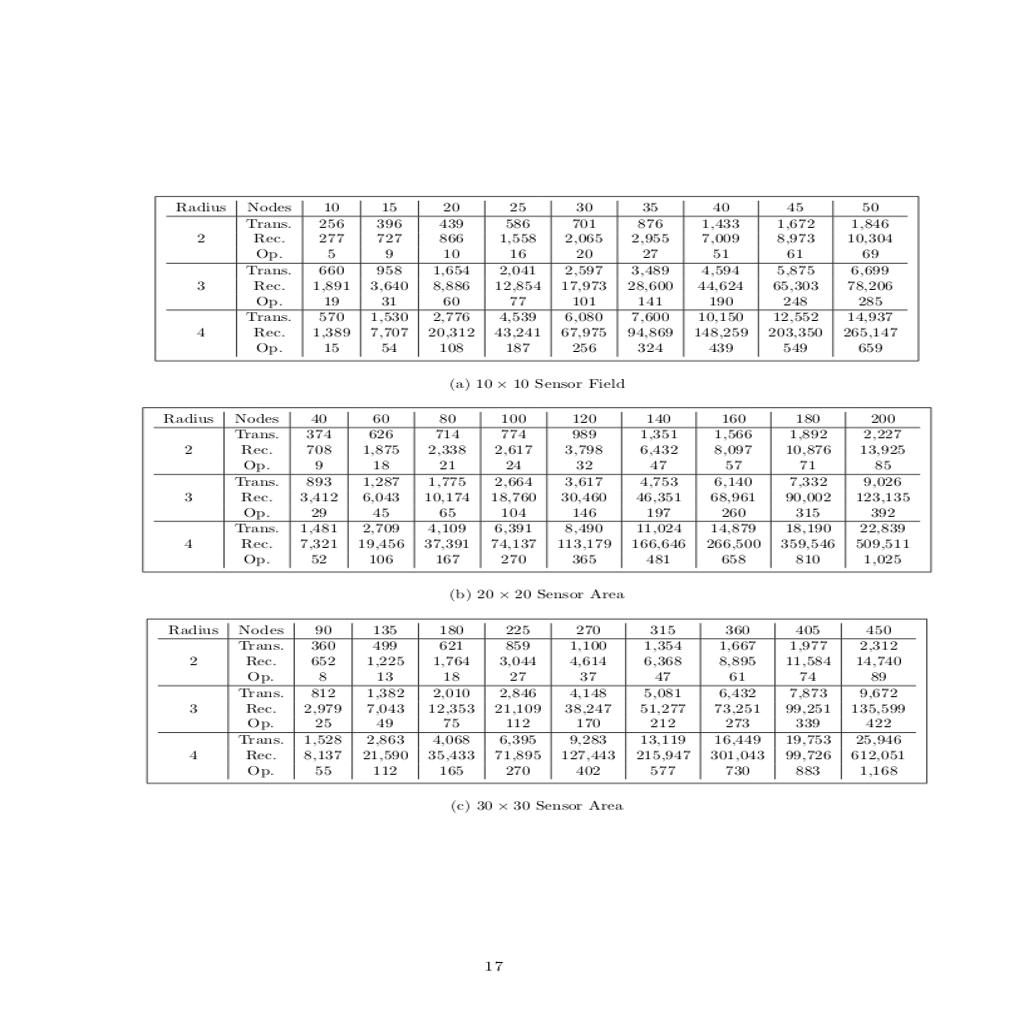 Radius Nodes 10 15 20 25 30 35 40 45 50
Trans. 256 396 439 586 701 876 1,433 1,672 1,846
2 Rec. 277 727 866 1,558 2,065 2,955 7,009 8,973 10,304
Op. 5 9 10 16 20 27 51 61 69
Trans. 660 958 1,654 2,041 2,597 3,489 4,594 5,875 6,699
3 Rec. 1,891 3,640 8,886 12,854 17,973 28,600 44,624 65,303 78,206
Op. 19 31 60 77 101 141 190 248 285
Trans. 570 1,530 2,776 4,539 6,080 7,600 10,150 12,552 14,937
4 Rec. 1,389 7,707 20,312 43,241 67,975 94,869 148,259 203,350 265,147
Op. 15 54 108 187 256 324 439 549 659
(a) 10 × 10 Sensor Field
Radius Nodes 40 60 80 100 120 140 160 180 200
Trans. 374 626 714 774 989 1,351 1,566 1,892 2,227
2 Rec. 708 1,875 2,338 2,617 3,798 6,432 8,097 10,876 13,925
Op. 9 18 21 24 32 47 57 71 85
Trans. 893 1,287 1,775 2,664 3,617 4,753 6,140 7,332 9,026
3 Rec. 3,412 6,043 10,174 18,760 30,460 46,351 68,961 90,002 123,135
Op. 29 45 65 104 146 197 260 315 392
Trans. 1,481 2,709 4,109 6,391 8,490 11,024 14,879 18,190 22,839
4 Rec. 7,321 19,456 37,391 74,137 113,179 166,646 266,500 359,546 509,511
Op. 52 106 167 270 365 481 658 810 1,025
(b) 20 × 20 Sensor Area
Radius Nodes 90 135 180 225 270 315 360 405 450
Trans. 360 499 621 859 1,100 1,354 1,667 1,977 2,312
2 Rec. 652 1,225 1,764 3,044 4,614 6,368 8,895 11,584 14,740
Op. 8 13 18 27 37 47 61 74 89
Trans. 812 1,382 2,010 2,846 4,148 5,081 6,432 7,873 9,672
3 Rec. 2,979 7,043 12,353 21,109 38,247 51,277 73,251 99,251 135,599
Op. 25 49 75 112 170 212 273 339 422
Trans. 1,528 2,863 4,068 6,395 9,283 13,119 16,449 19,753 25,946
4 Rec. 8,137 21,590 35,433 71,895 127,443 215,947 301,043 99,726 612,051
Op. 55 112 165 270 402 577 730 883 1,168
(c) 30 × 30 Sensor Area
17